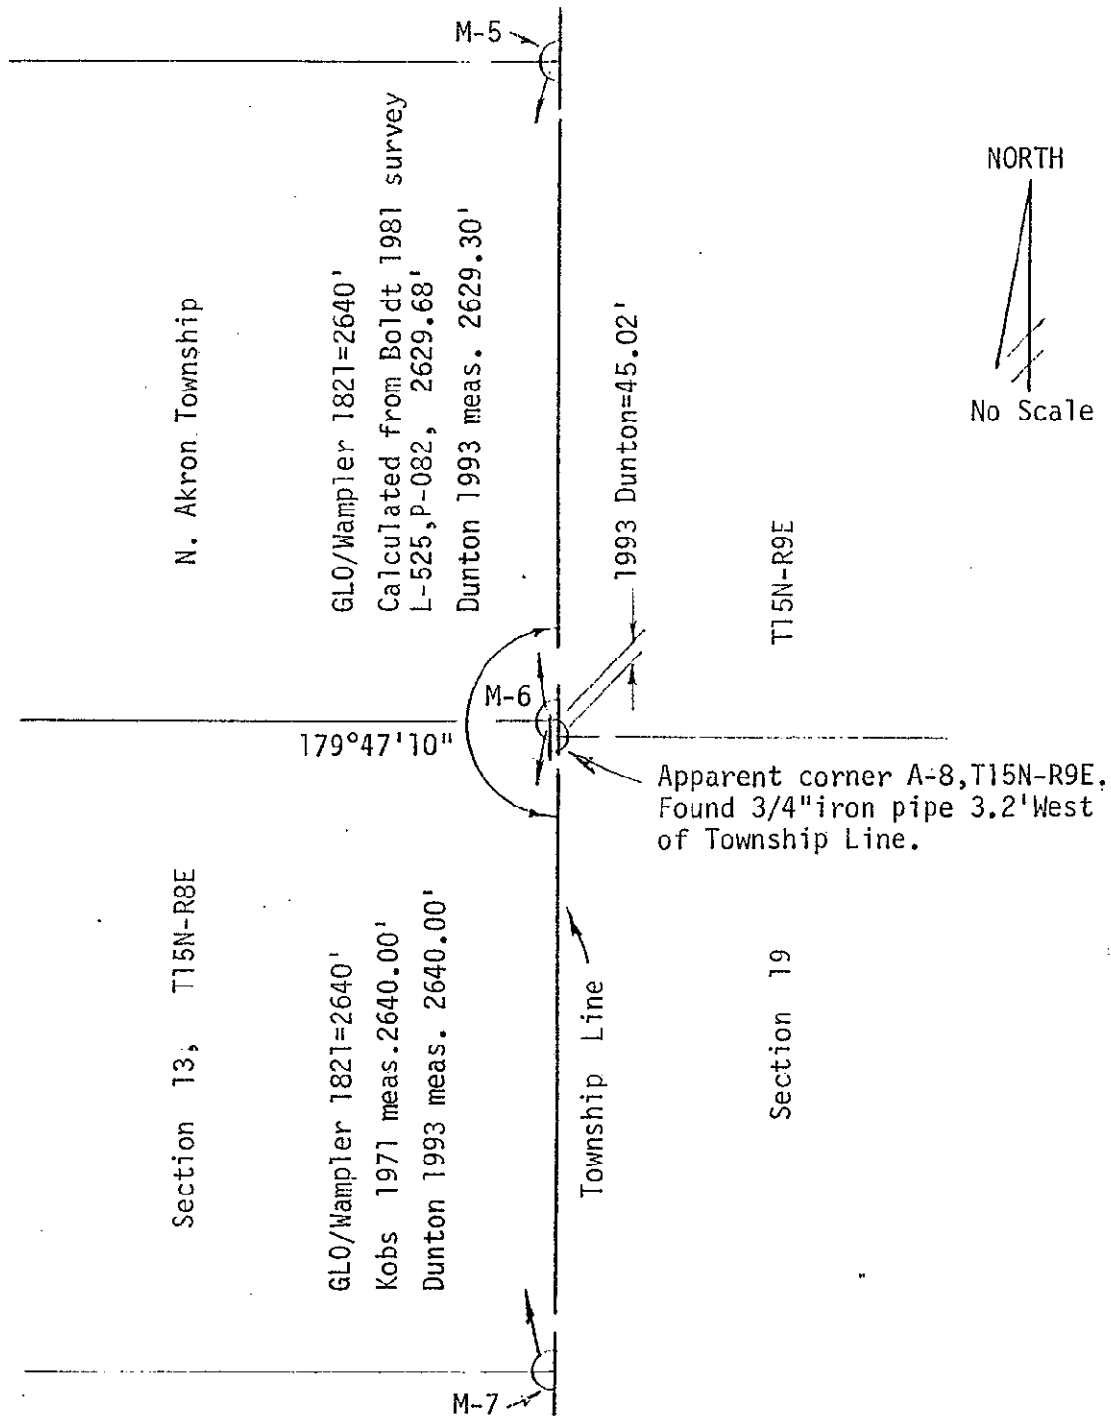 M-5
NORTH
No Scale
N. Akron Township
GLO/Wampler 1821=2640'
Calculated from Boldt 1981 survey
L-525,P-082, 2629.68'
Dunton 1993 meas. 2629.30'
1993 Dunton=45.02'
T15N-R9E
M-6
179°47'10"
Apparent corner A-8,T15N-R9E.
Found 3/4"iron pipe 3.2'West
of Township Line.
Section 13, T15N-R8E
GLO/Wampler 1821=2640'
Kobs 1971 meas.2640.00'
Dunton 1993 meas. 2640.00'
Township Line
Section 19
M-7